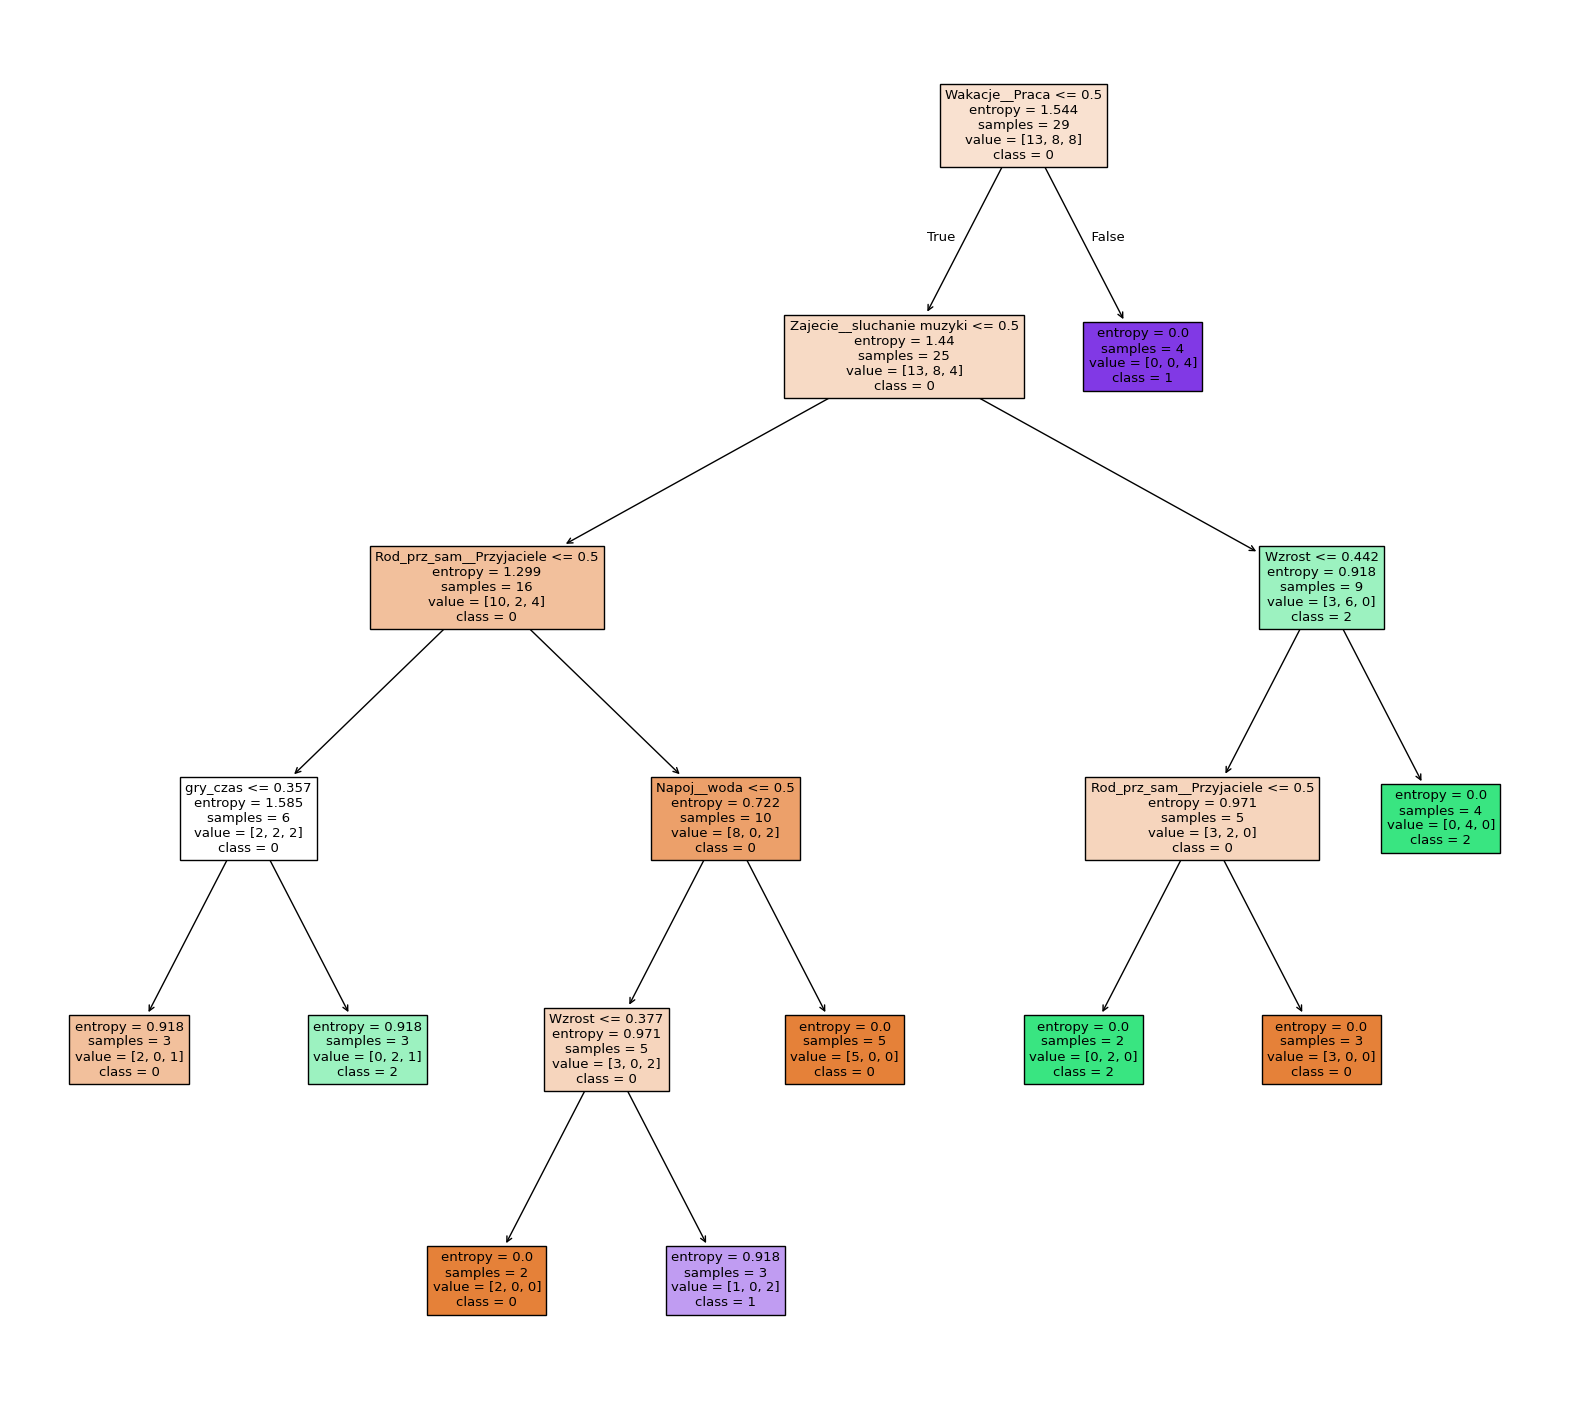 Wakacje__Praca <= 0.5
entropy = 1.544
samples = 29
value = [13, 8, 8]
class = 0
True
False
Zajecie__sluchanie muzyki <= 0.5
entropy = 1.44
samples = 25
value = [13, 8, 4]
class = 0
entropy = 0.0
samples = 4
value = [0, 0, 4]
class = 1
Rod_prz_sam__Przyjaciele <= 0.5
entropy = 1.299
samples = 16
value = [10, 2, 4]
class = 0
Wzrost <= 0.442
entropy = 0.918
samples = 9
value = [3, 6, 0]
class = 2
gry_czas <= 0.357
entropy = 1.585
samples = 6
value = [2, 2, 2]
class = 0
Napoj__woda <= 0.5
entropy = 0.722
samples = 10
value = [8, 0, 2]
class = 0
Rod_prz_sam__Przyjaciele <= 0.5
entropy = 0.971
samples = 5
value = [3, 2, 0]
class = 0
entropy = 0.0
samples = 4
value = [0, 4, 0]
class = 2
entropy = 0.918
samples = 3
value = [2, 0, 1]
class = 0
entropy = 0.918
samples = 3
value = [0, 2, 1]
class = 2
Wzrost <= 0.377
entropy = 0.971
samples = 5
value = [3, 0, 2]
class = 0
entropy = 0.0
samples = 5
value = [5, 0, 0]
class = 0
entropy = 0.0
samples = 2
value = [0, 2, 0]
class = 2
entropy = 0.0
samples = 3
value = [3, 0, 0]
class = 0
entropy = 0.0
samples = 2
value = [2, 0, 0]
class = 0
entropy = 0.918
samples = 3
value = [1, 0, 2]
class = 1